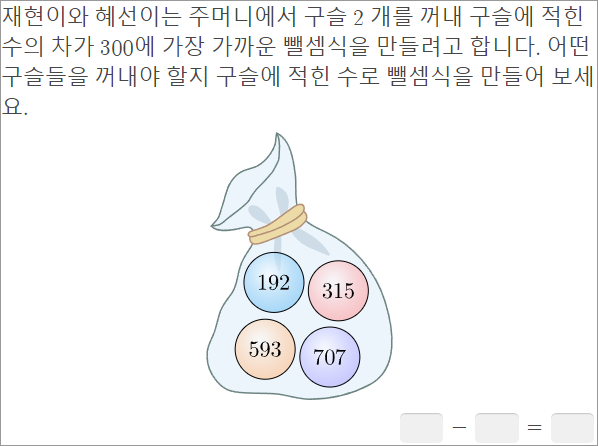 재현이와 혜선이는 주머니에서 구슬 2 개를 꺼내 구슬에 적힌
수의 차가 300에 가장 가까운 뺄셈식을 만들려고 합니다. 어떤
구슬들을 꺼내야 할지 구슬에 적힌 수로 뺄셈식을 만들어 보세
요.
192
315
593
707
− =